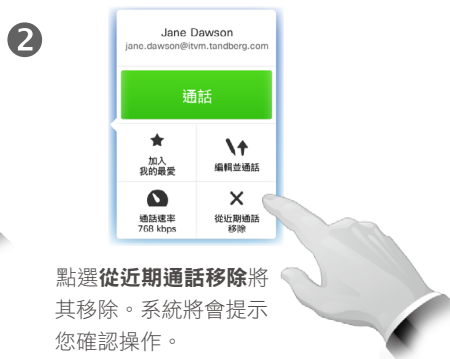 2
Jane Dawson
jane.dawson@itvm.tandberg.com
通話
加入
我的最愛
編輯並通話
通話速率
768 kbps
從近期通話
移除
點選從近期通話移除將
其移除。系統將會提示
您確認操作。